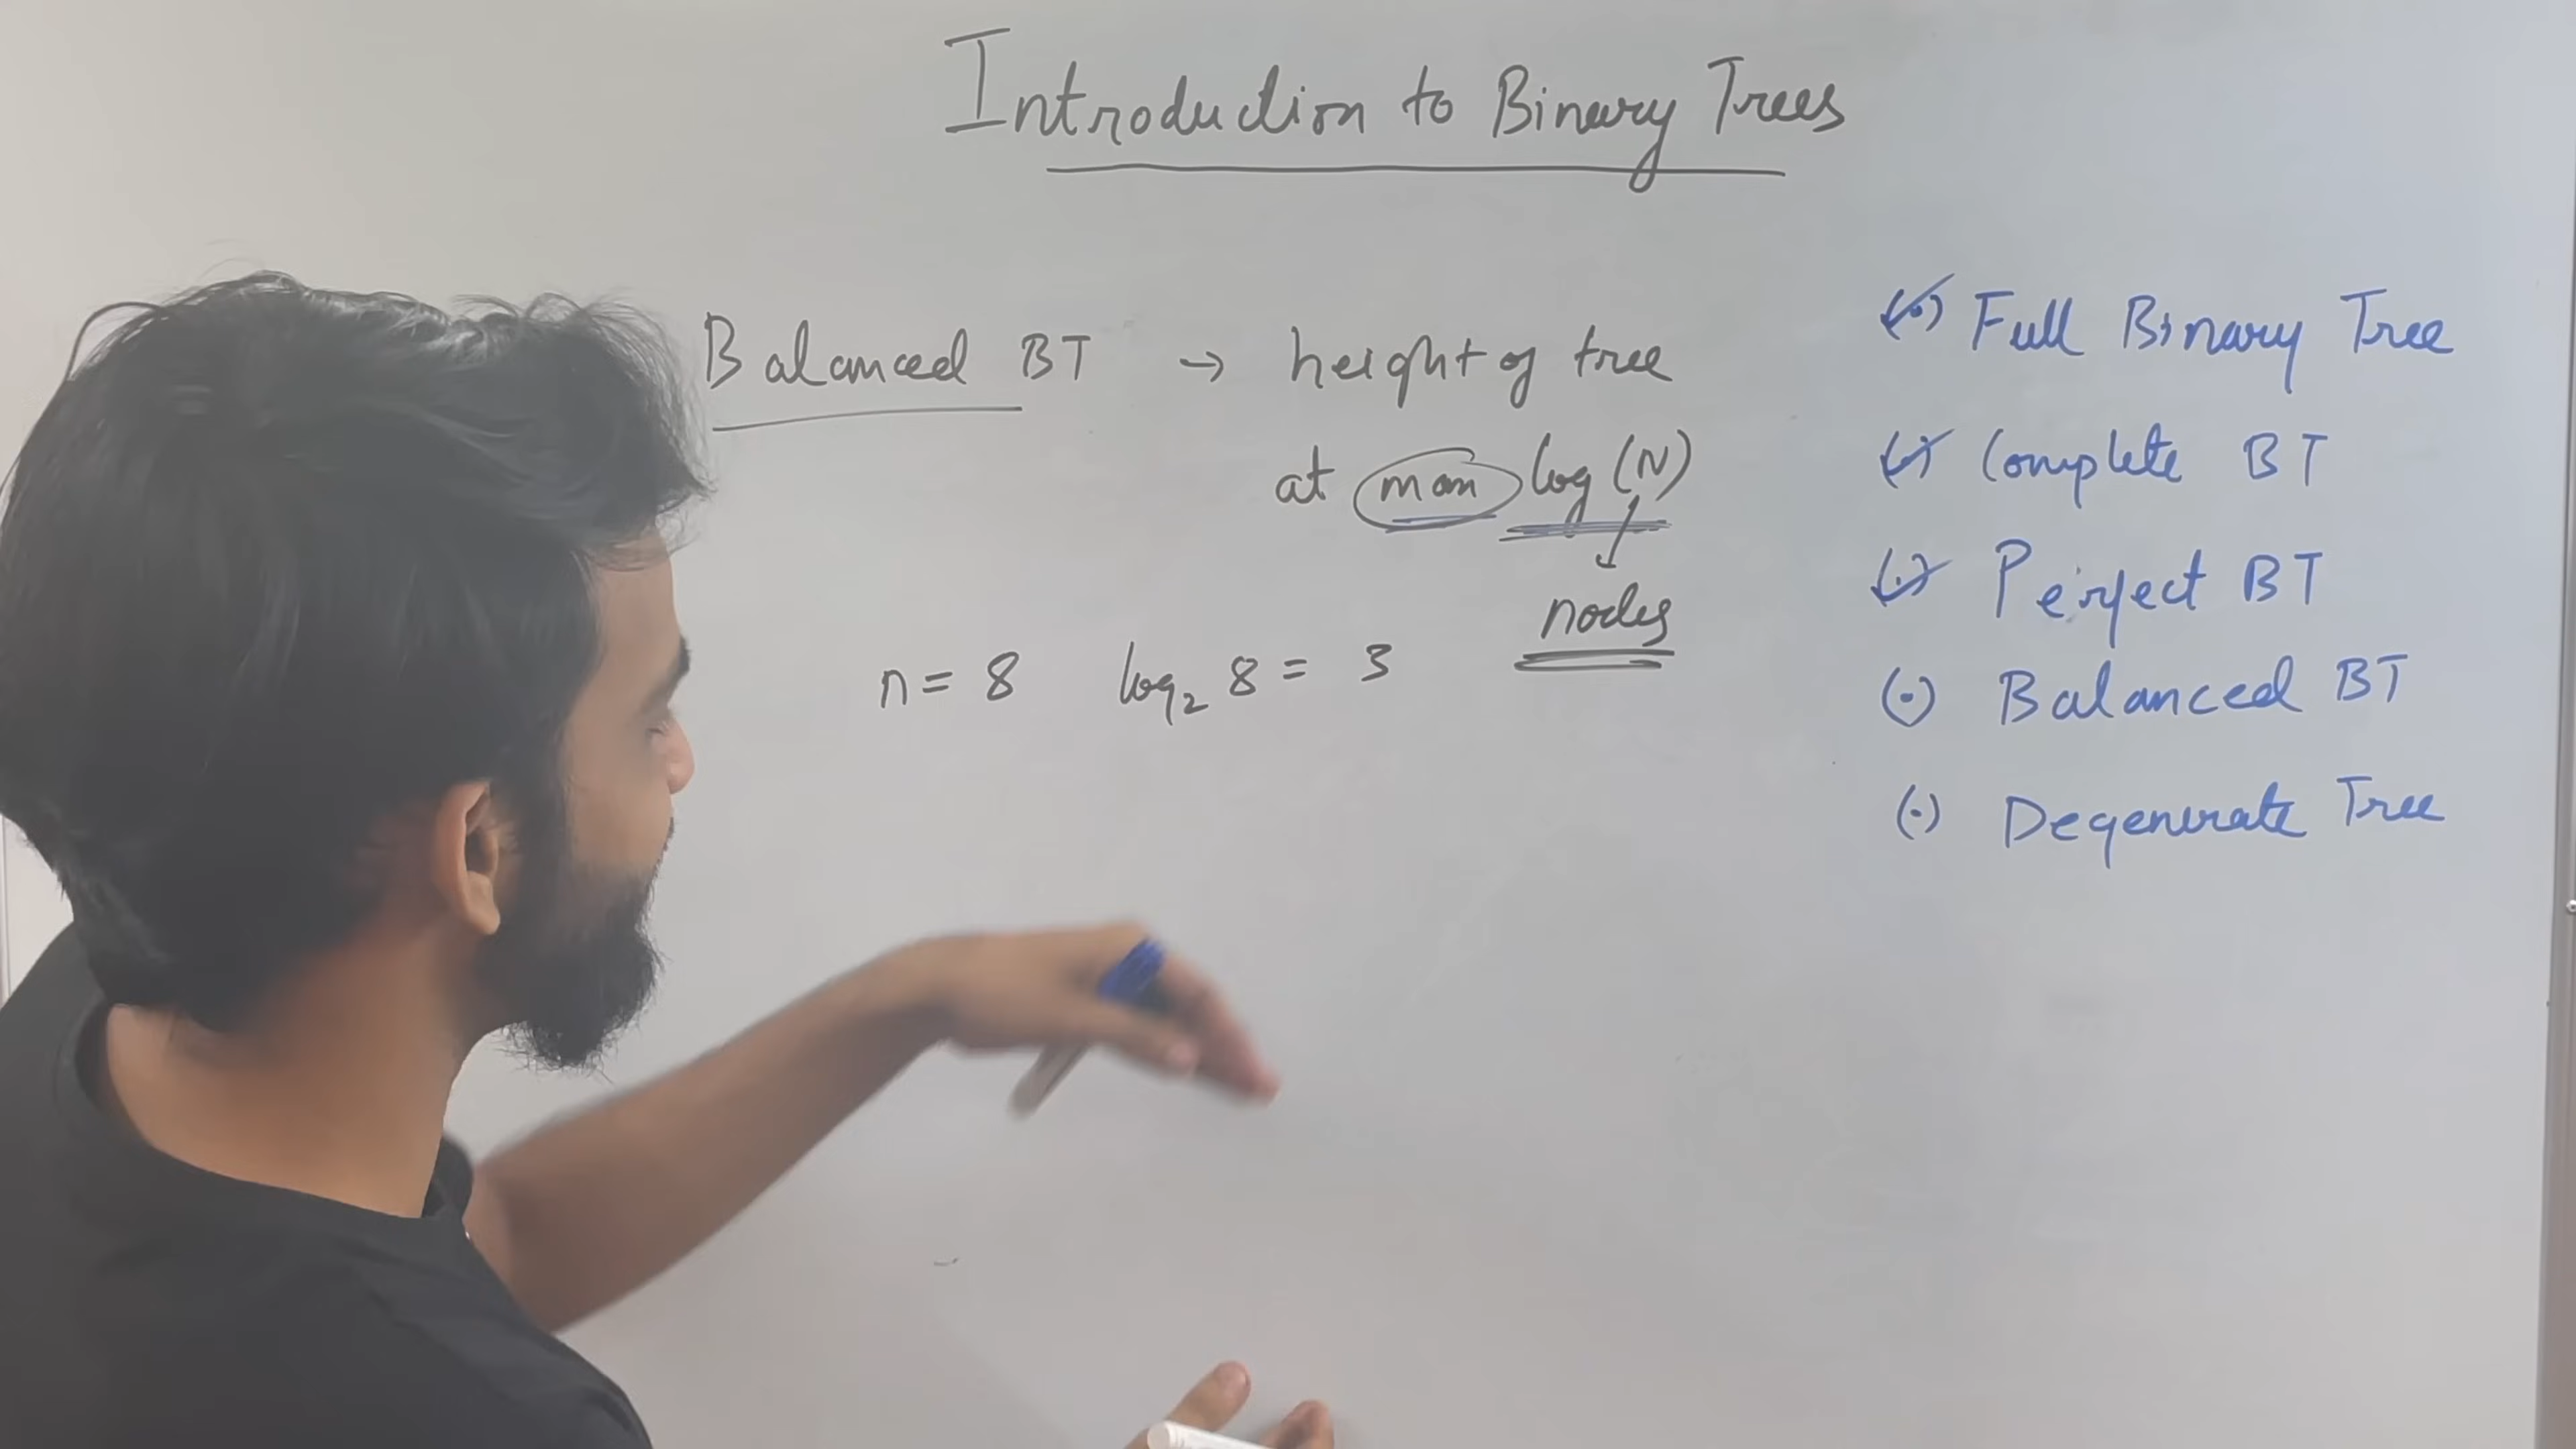 Introduction to Binary Trees
Balanced BT → height of tree
at max log (N)
nodes
n = 8 log₂ 8 = 3
(•) Full Binary Tree
(•) Complete BT
(•) Perfect BT
(•) Balanced BT
(•) Degenerate Tree